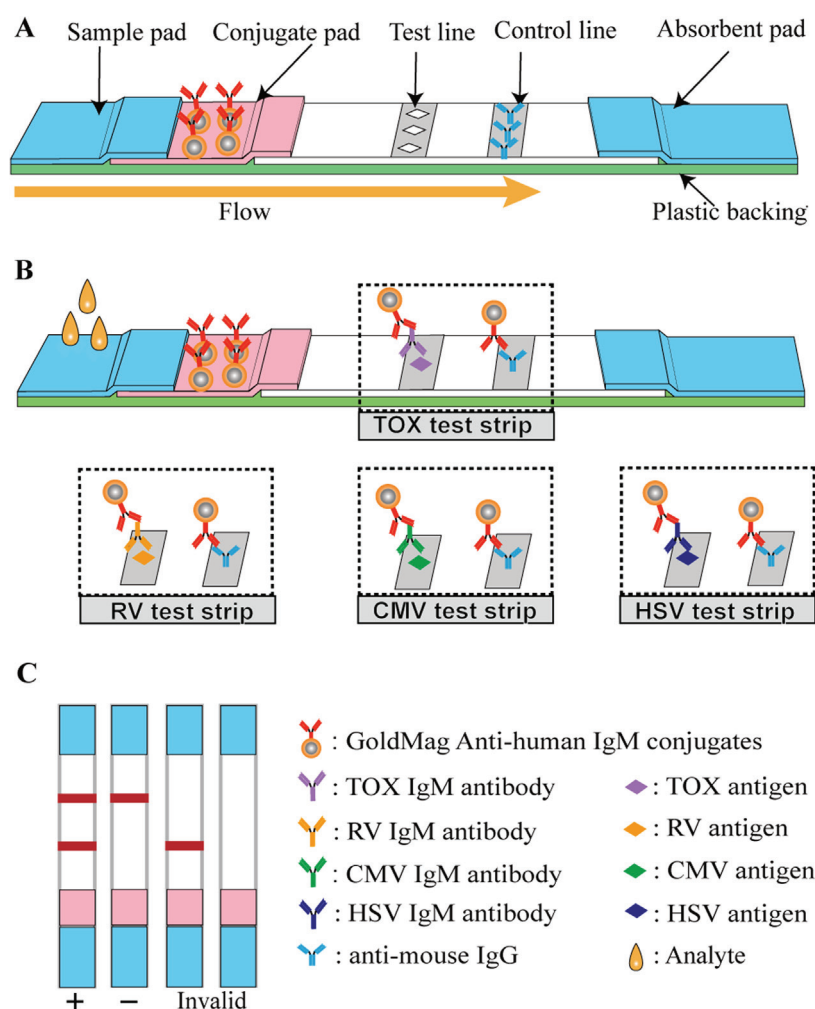 A
Sample pad
Conjugate pad
Test line
Control line
Absorbent pad
Flow
Plastic backing
B
TOX test strip
RV test strip
CMV test strip
HSV test strip
C
: GoldMag Anti-human IgM conjugates
: TOX IgM antibody
: TOX antigen
: RV IgM antibody
: RV antigen
: CMV IgM antibody
: CMV antigen
: HSV IgM antibody
: HSV antigen
: anti-mouse IgG
: Analyte
+ − Invalid